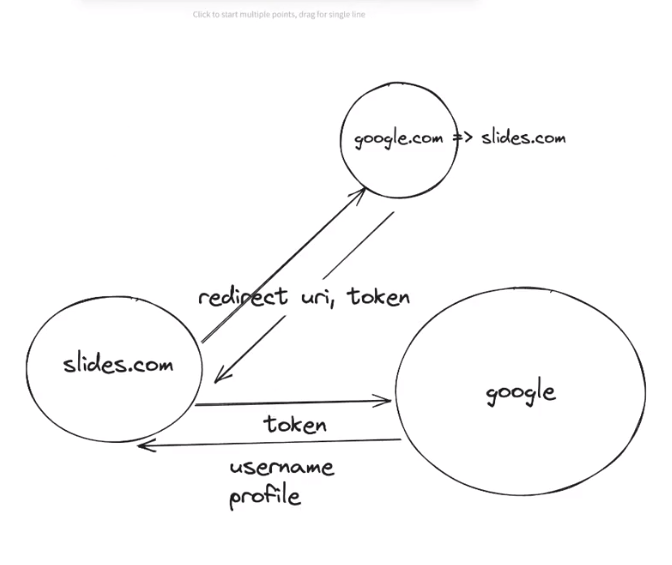 Click to start multiple points, drag for single line
google.com => slides.com
redirect uri, token
slides.com
google
token
username
profile